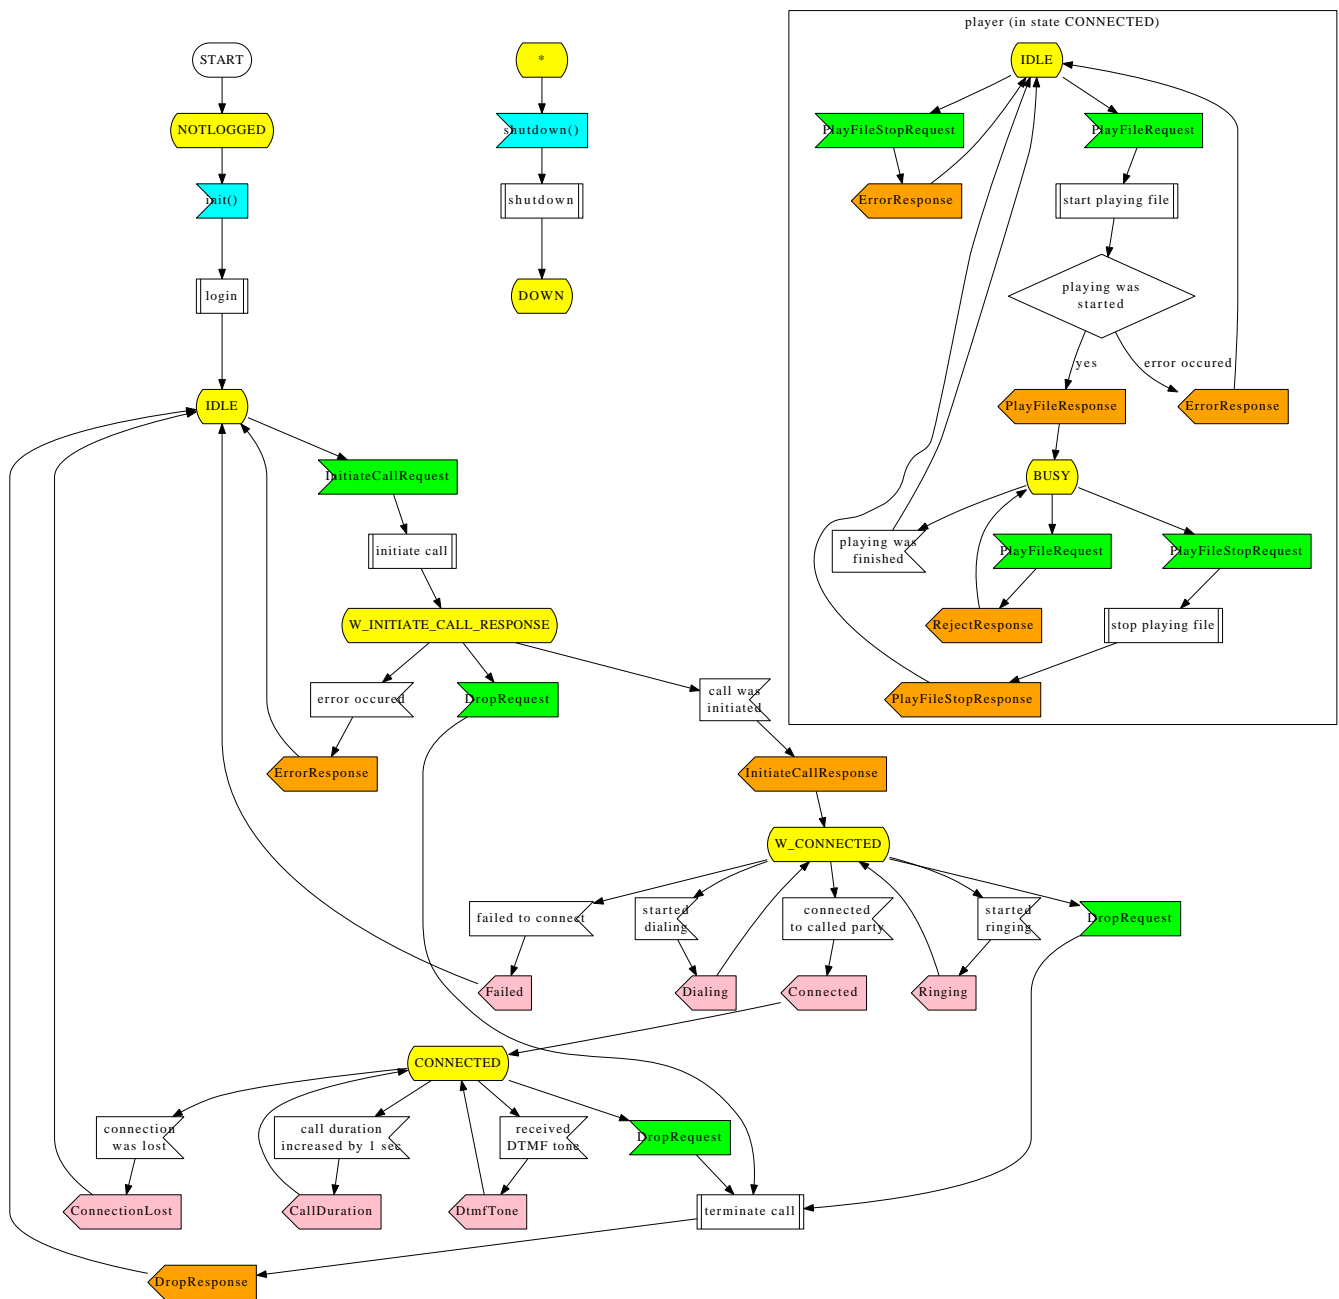 player (in state CONNECTED)
START
*
IDLE
NOTLOGGED
shutdown()
PlayFileStopRequest
PlayFileRequest
init()
shutdown
ErrorResponse
start playing file
login
DOWN
playing was
started
yes
error occured
IDLE
PlayFileResponse
ErrorResponse
InitiateCallRequest
BUSY
initiate call
playing was
finished
PlayFileRequest
PlayFileStopRequest
W_INITIATE_CALL_RESPONSE
RejectResponse
stop playing file
error occured
DropRequest
call was
initiated
PlayFileStopResponse
ErrorResponse
InitiateCallResponse
W_CONNECTED
failed to connect
started
dialing
connected
to called party
started
ringing
DropRequest
Failed
Dialing
Connected
Ringing
CONNECTED
connection
was lost
call duration
increased by 1 sec
received
DTMF tone
DropRequest
ConnectionLost
CallDuration
DtmfTone
terminate call
DropResponse